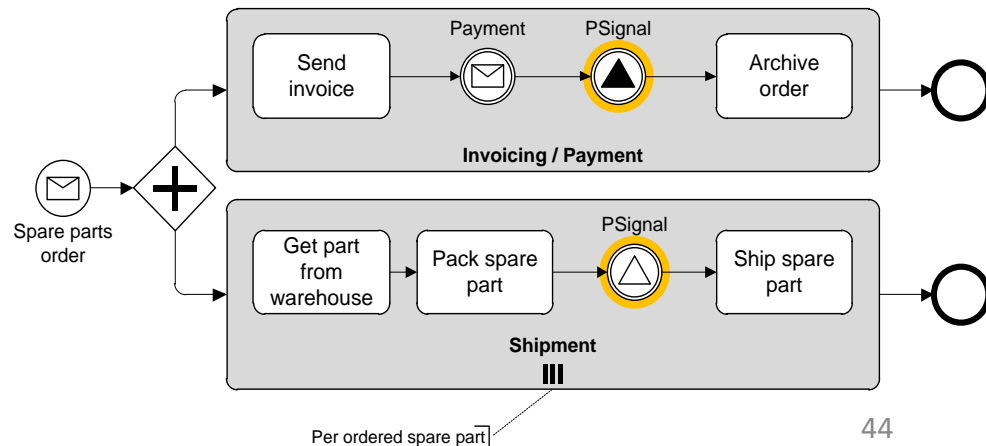 Payment
PSignal
Send
invoice
Archive
order
Invoicing / Payment
Spare parts
order
PSignal
Get part
from
warehouse
Pack spare
part
Ship spare
part
Shipment
Per ordered spare part
44